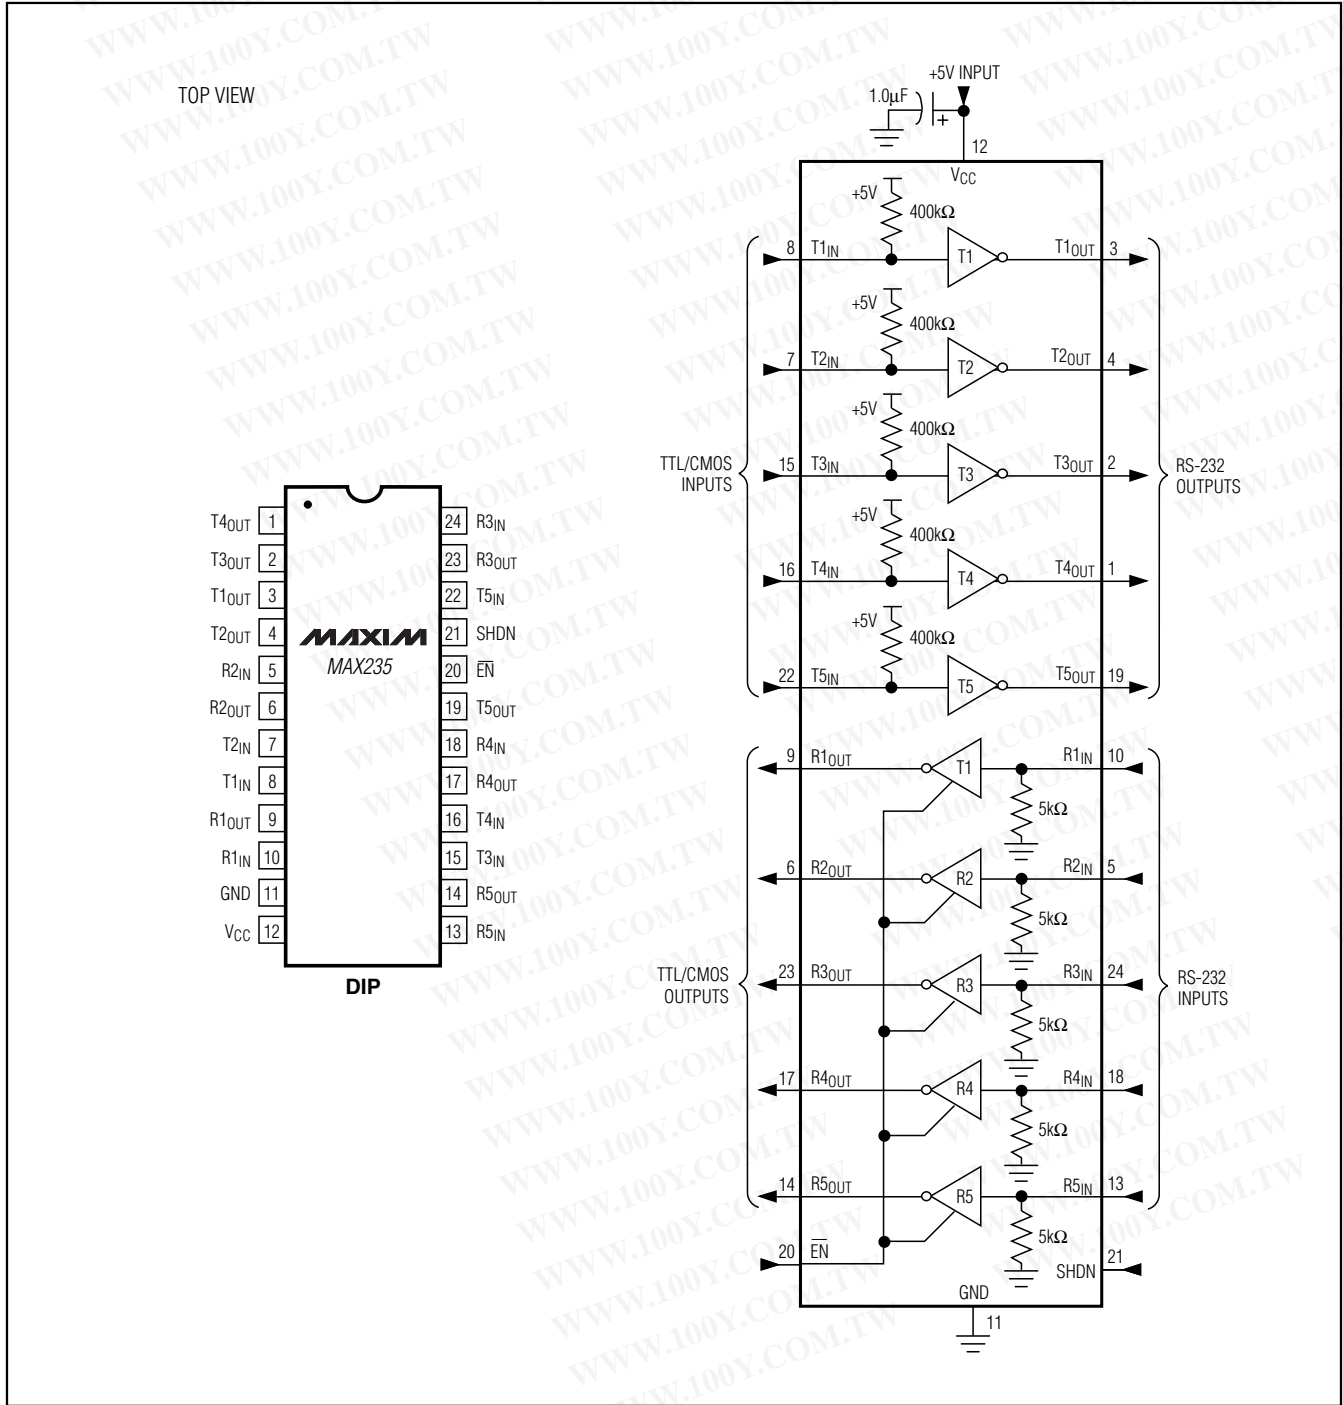 TOP VIEW
T4OUT 1
T3OUT 2
T1OUT 3
T2OUT 4
R2IN 5
R2OUT 6
T2IN 7
T1IN 8
R1OUT 9
R1IN 10
GND 11
VCC 12
24 R3IN
23 R3OUT
22 T5IN
21 SHDN
20 E̅N̅
19 T5OUT
18 R4IN
17 R4OUT
16 T4IN
15 T3IN
14 R5OUT
13 R5IN
MAXIM
MAX235
DIP
+5V INPUT
1.0µF
+
12
VCC
+5V
400kΩ
8 T1IN T1 T1OUT 3
+5V
400kΩ
7 T2IN T2 T2OUT 4
+5V
400kΩ
TTL/CMOS
INPUTS
15 T3IN T3 T3OUT 2
RS-232
OUTPUTS
+5V
400kΩ
16 T4IN T4 T4OUT 1
+5V
400kΩ
22 T5IN T5 T5OUT 19
9 R1OUT T1 R1IN 10
5kΩ
6 R2OUT R2 R2IN 5
5kΩ
TTL/CMOS
OUTPUTS
23 R3OUT R3 R3IN 24
RS-232
INPUTS
5kΩ
17 R4OUT R4 R4IN 18
5kΩ
14 R5OUT R5 R5IN 13
5kΩ
20 E̅N̅
SHDN 21
GND
11
WWW.100Y.COM.TW